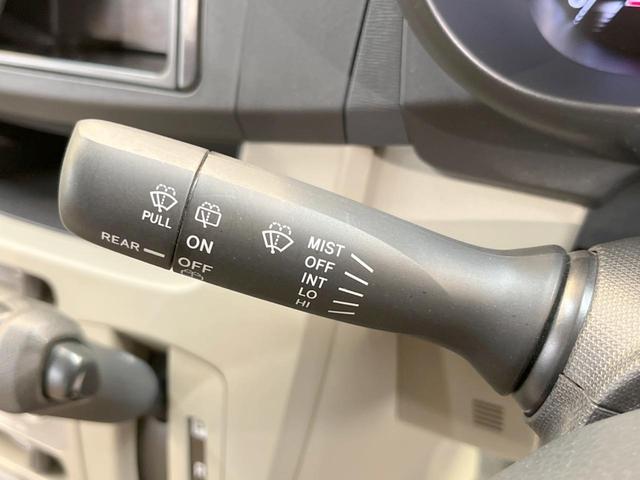 PULL
REAR
ON
OFF
MIST
OFF
INT
LO
HI